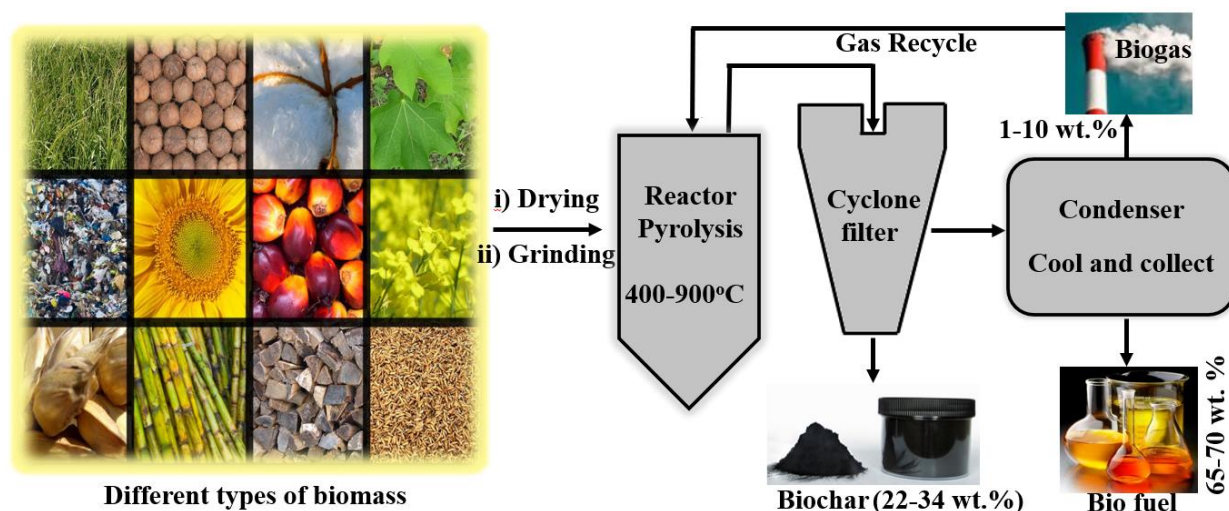 Different types of biomass
i) Drying
ii) Grinding
Reactor
Pyrolysis
400-900°C
Gas Recycle
Cyclone
filter
Biochar (22-34 wt.%)
Condenser
Cool and collect
1-10 wt.%
Biogas
65-70 wt. %
Bio fuel